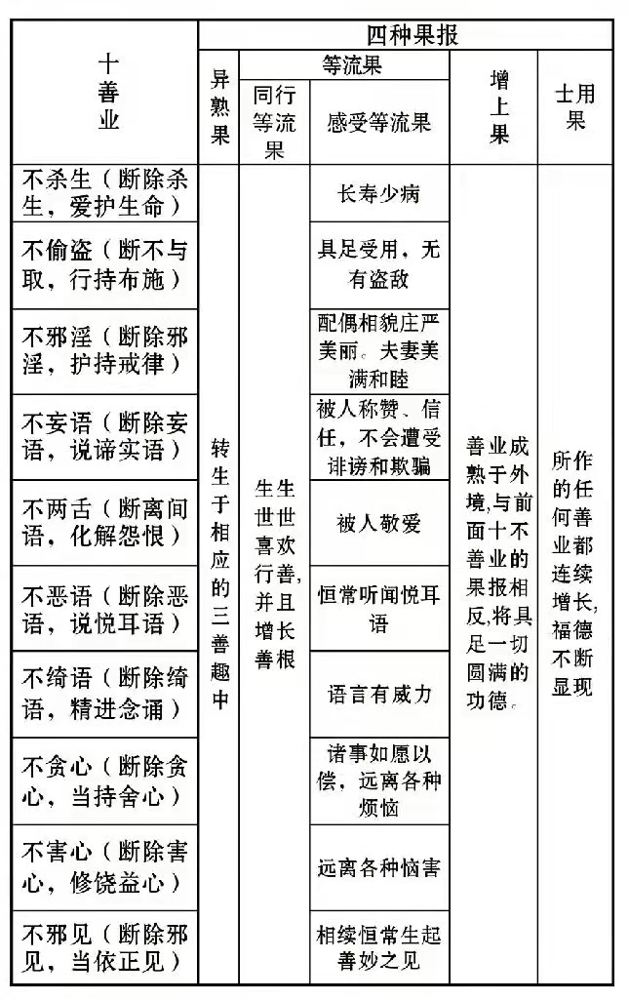 十善业
四种果报
异熟果
等流果
同行
等流
果
感受等流果
增上果
士用
果
不杀生（断除杀
生，爱护生命）
长寿少病
不偷盗（断不与
取，行持布施）
具足受用，无
有盗敌
不邪淫（断除邪
淫，护持戒律）
配偶相貌庄严
美丽。夫妻美
满和睦
不妄语（断除妄
语，说谛实语）
被人称赞、信
任，不会遭受
诽谤和欺骗
不两舌（断离间
语，化解怨恨）
被人敬爱
不恶语（断除恶
语，说悦耳语）
恒常听闻悦耳
语
不绮语（断除绮
语，精进念诵）
语言有威力
不贪心（断除贪
心，当持舍心）
诸事如愿以
偿，远离各种
烦恼
不害心（断除害
心，修饶益心）
远离各种恼害
不邪见（断除邪
见，当依正见）
相续恒常生起
善妙之见
转生于相应的三善趣中
生生
世世
喜欢
行善,
并且
增长
善根
善业成
熟于外
境,与前
面十不
善业的
果报相
反,将具
足一切
圆满的
功德。
所作
的任
何善
业都
连续
增长,
福德
不断
显现